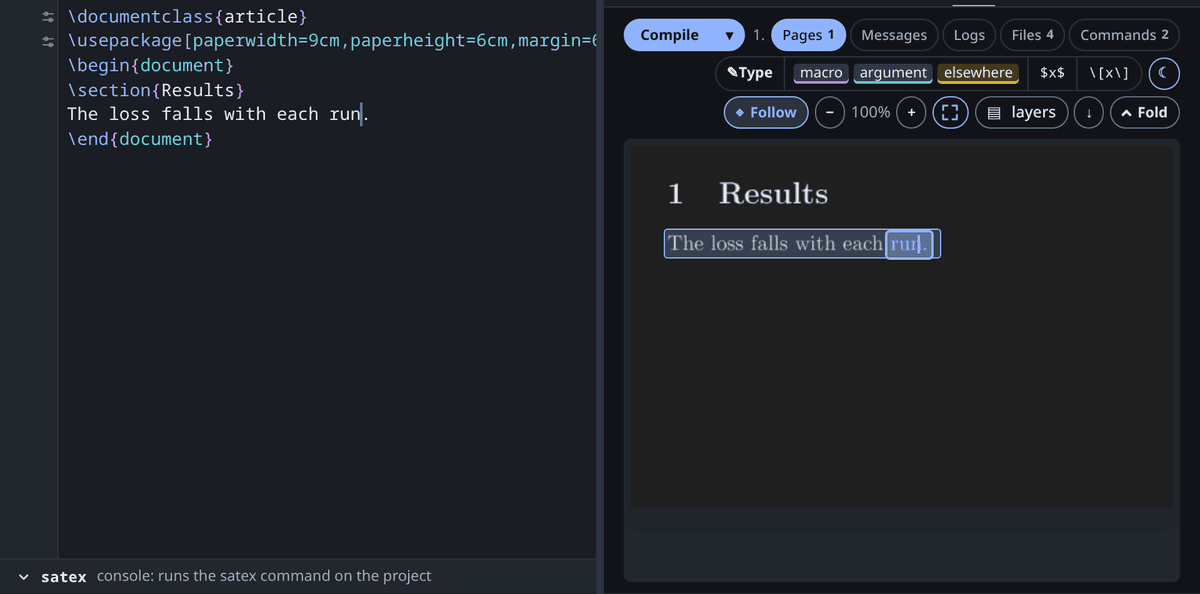 \documentclass{article}
\usepackage[paperwidth=9cm,paperheight=6cm,margin=
\begin{document}
\section{Results}
The loss falls with each run.
\end{document}
satex console: runs the satex command on the project
Compile ▼ 1. Pages 1 Messages Logs Files 4 Commands 2
✎Type macro argument elsewhere $x$ \[x\]
Follow − 100% + layers ↓ Fold
1 Results
The loss falls with each run.